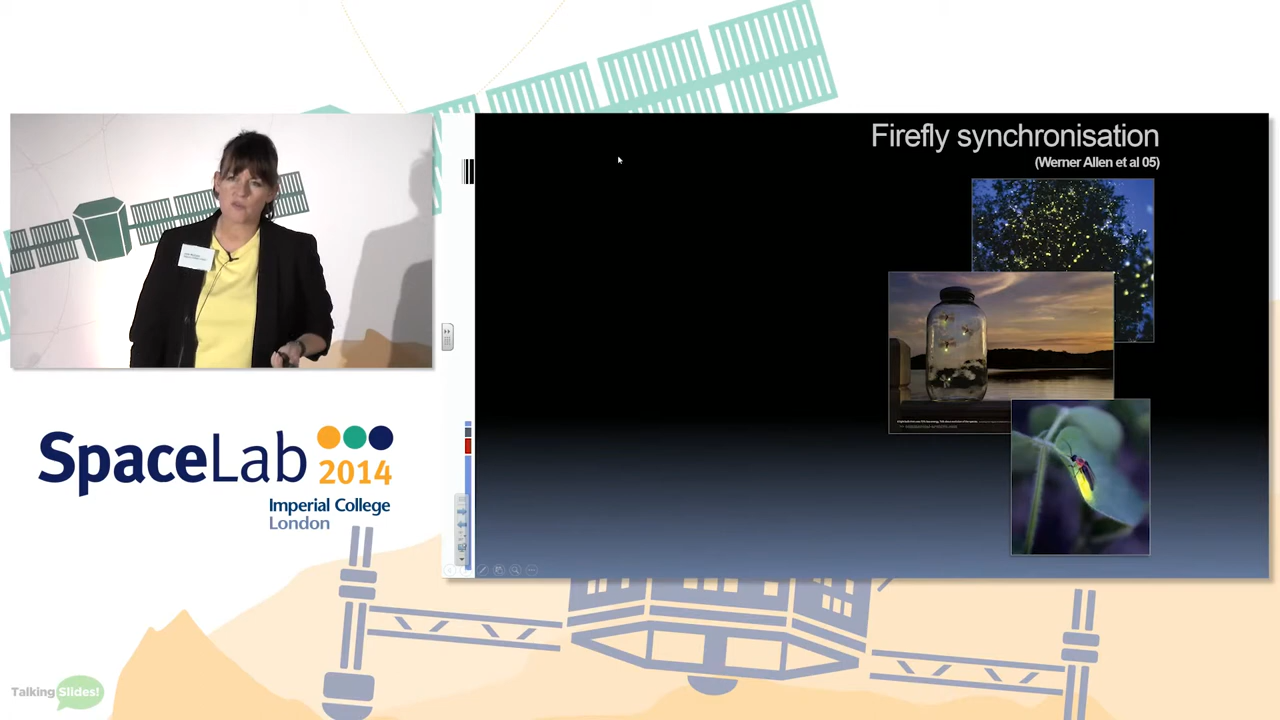 Firefly synchronisation
(Werner Allen et al 05)
SpaceLab
2014
Imperial College
London
Talking Slides!